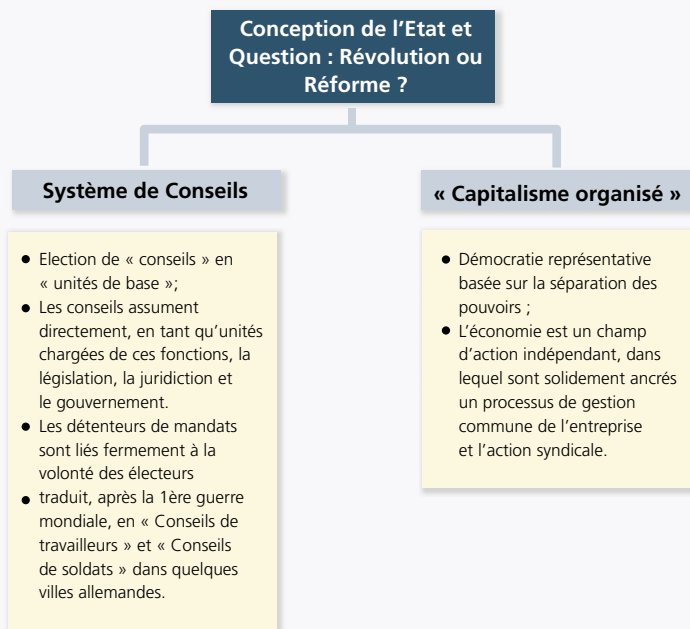 Conception de l'Etat et
Question : Révolution ou
Réforme ?
Système de Conseils
• Election de « conseils » en
« unités de base »;
• Les conseils assument
directement, en tant qu'unités
chargées de ces fonctions, la
législation, la juridiction et
le gouvernement.
• Les détenteurs de mandats
sont liés fermement à la
volonté des électeurs
• traduit, après la 1ère guerre
mondiale, en « Conseils de
travailleurs » et « Conseils
de soldats » dans quelques
villes allemandes.
« Capitalisme organisé »
• Démocratie représentative
basée sur la séparation des
pouvoirs ;
• L'économie est un champ
d'action indépendant, dans
lequel sont solidement ancrés
un processus de gestion
commune de l'entreprise
et l'action syndicale.